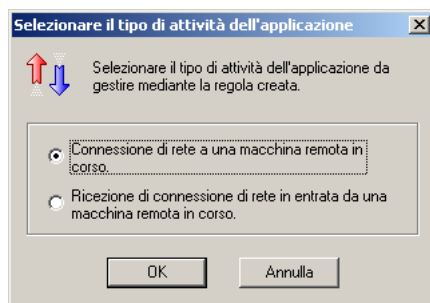 Selezionare il tipo di attività dell'applicazione
Selezionare il tipo di attività dell'applicazione da
gestire mediante la regola creata.
Connessione di rete a una macchina remota in
corso.
Ricezione di connessione di rete in entrata da una
macchina remota in corso.
OK Annulla